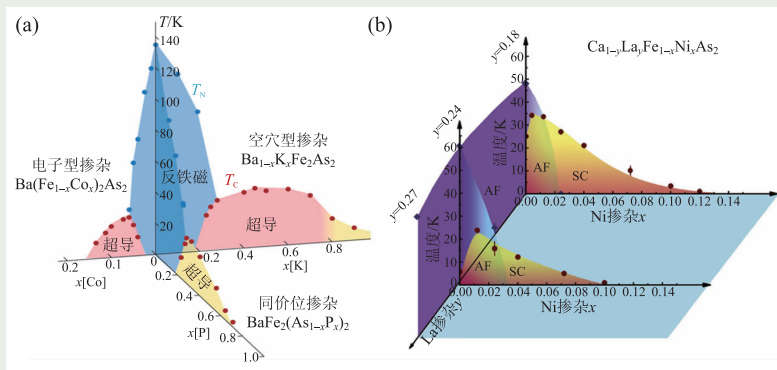 (a)
T/K
140
120
100
80
60
40
20
0
T_N
T_C
电子型掺杂
Ba(Fe₁₋ₓCoₓ)₂As₂
空穴型掺杂
Ba₁₋ₓKₓFe₂As₂
反铁磁
超导
超导
超导
0.2
0.1
x[Co]
0.2
0.4
0.6
0.8
x[K]
0.2
0.4
0.6
0.8
1.0
x[P]
同价位掺杂
BaFe₂(As₁₋ₓPₓ)₂
(b)
Ca₁₋yLayFe₁₋ₓNiₓAs₂
y=0.18
y=0.24
y=0.27
温度/K
60
50
40
30
20
10
0
AF
AF
SC
0.00 0.02 0.04 0.06 0.08 0.10 0.12 0.14
Ni掺杂x
温度/K
60
50
40
30
20
10
0
AF
SC
0.00 0.02 0.04 0.06 0.08 0.10 0.14
Ni掺杂x
La掺杂y